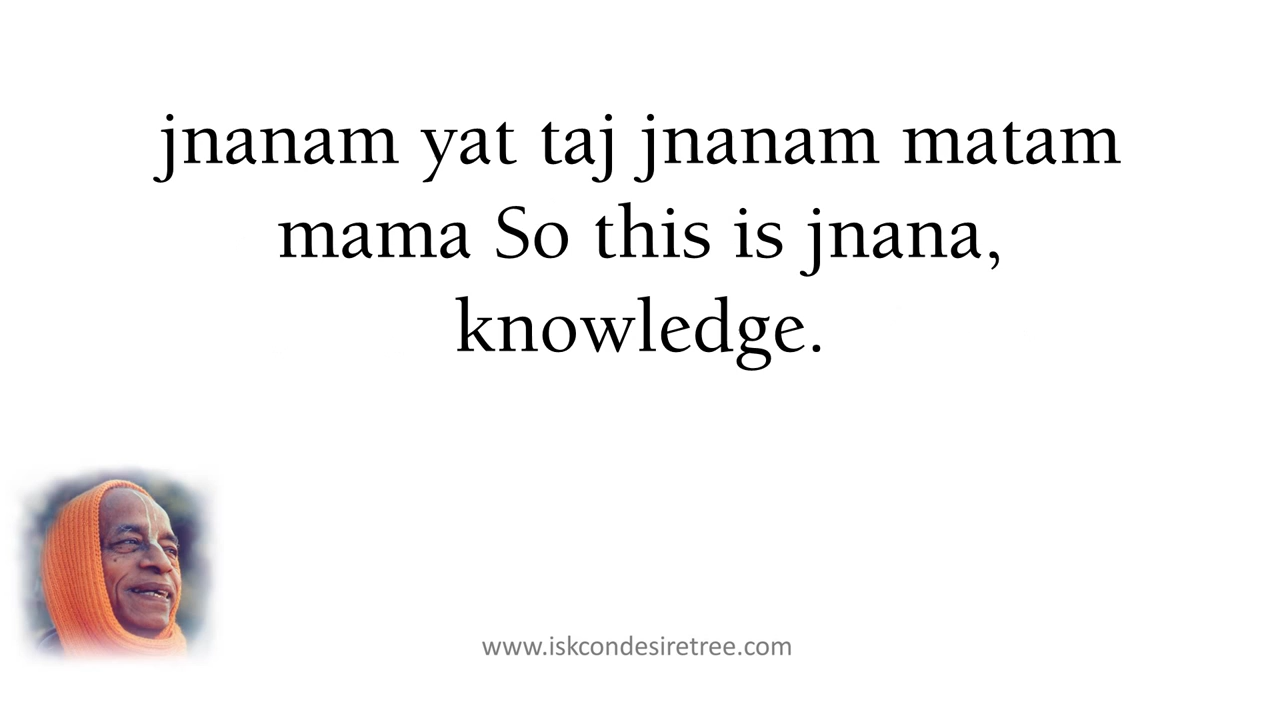 jnanam yat taj jnanam matam
mama So this is jnana,
knowledge.
www.iskcondesiretree.com